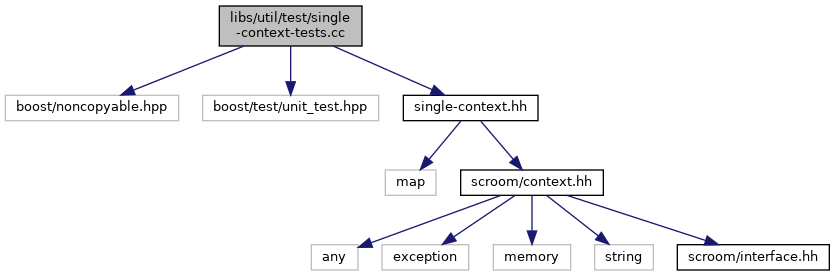 libs/util/test/single
-context-tests.cc
boost/noncopyable.hpp
boost/test/unit_test.hpp
single-context.hh
map
scroom/context.hh
any
exception
memory
string
scroom/interface.hh